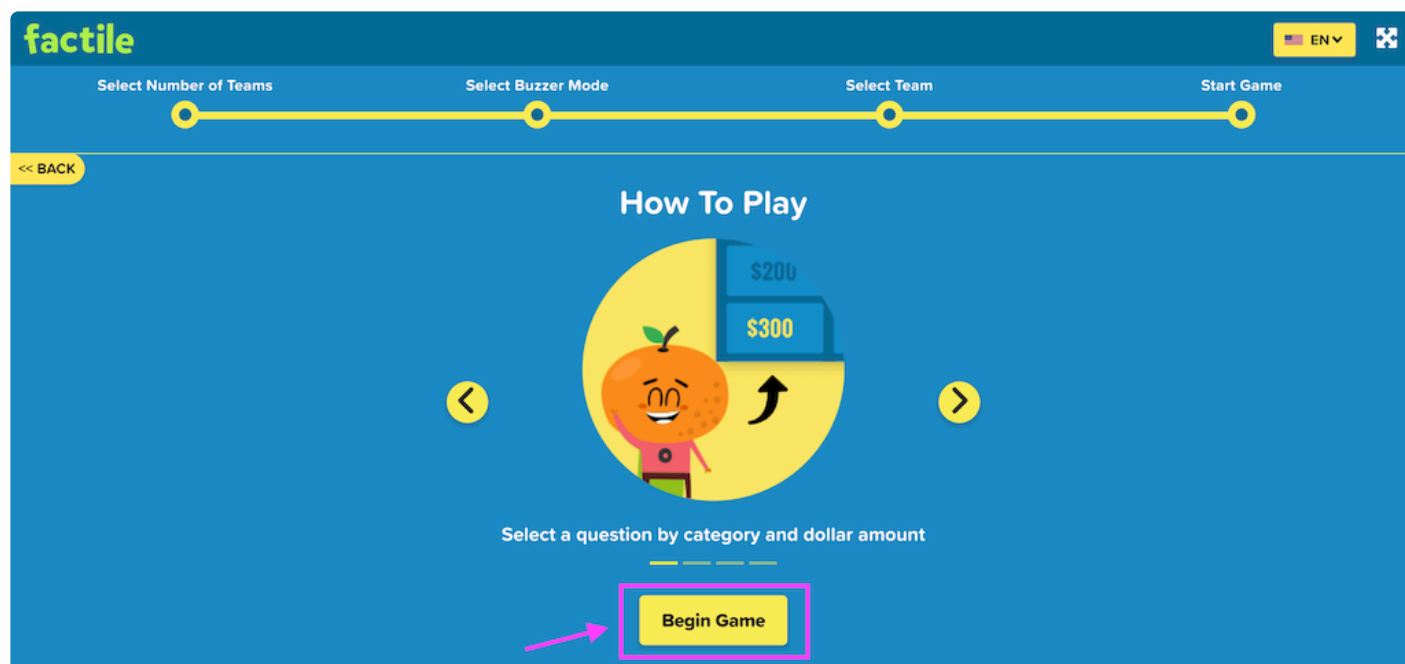 factile
EN
Select Number of Teams
Select Buzzer Mode
Select Team
Start Game
<< BACK
How To Play
$200
$300
Select a question by category and dollar amount
Begin Game